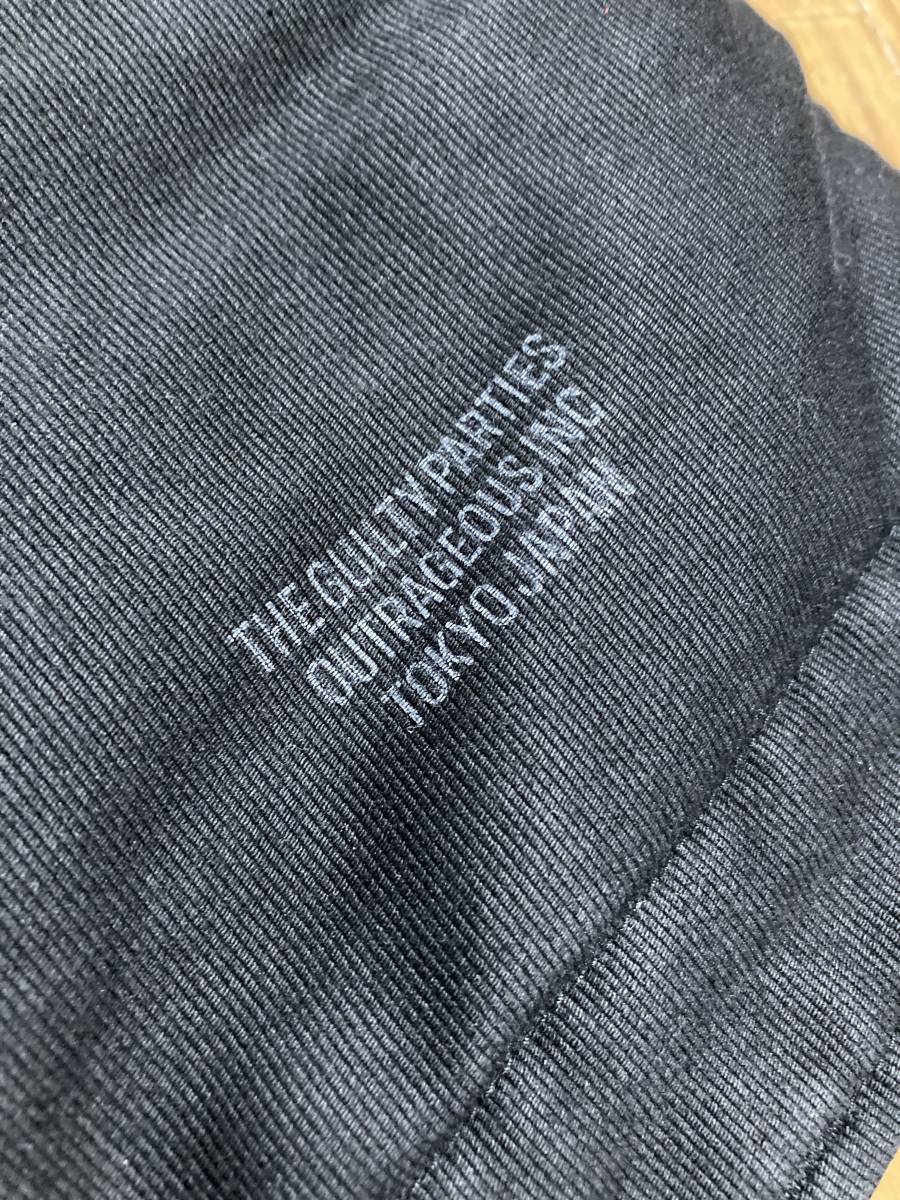 THE GUILTY PARTIES
OUTRAGEOUS INC
TOKYO JAPAN